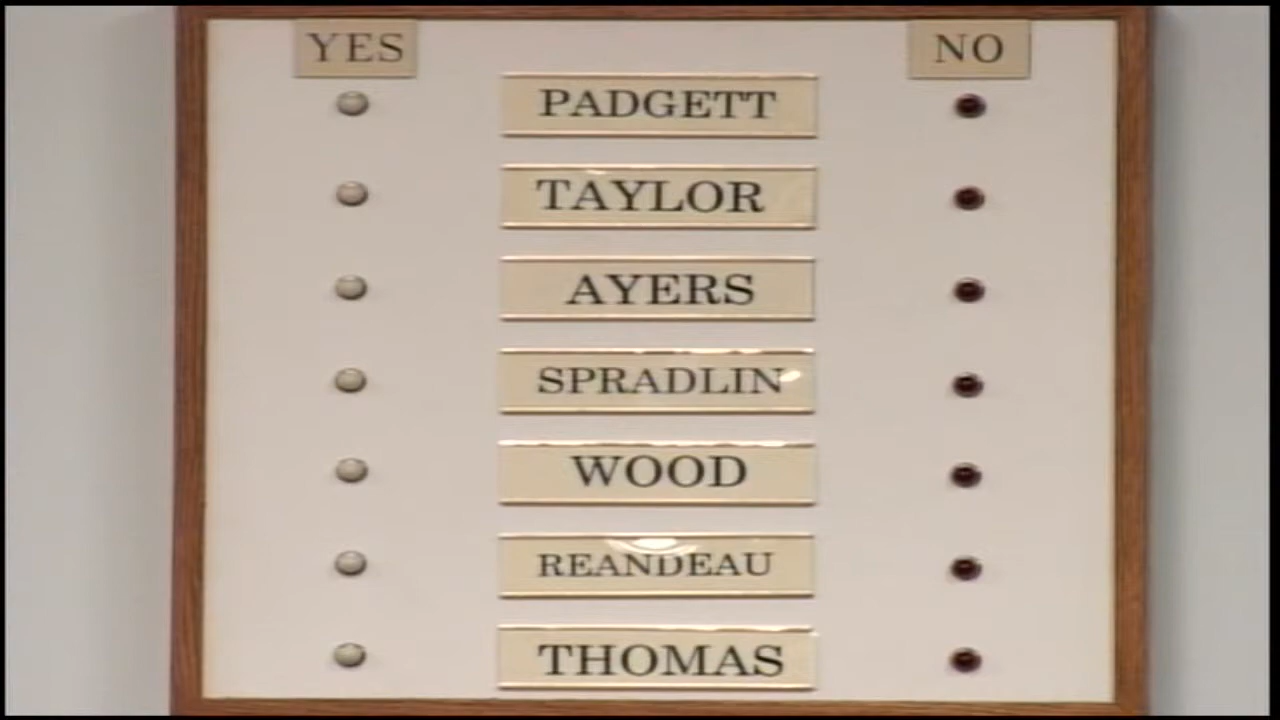 YES NO
PADGETT
TAYLOR
AYERS
SPRADLIN
WOOD
REANDEAU
THOMAS